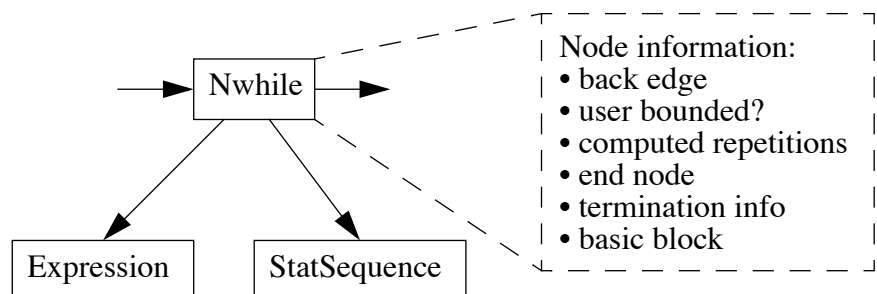 Nwhile
Expression
StatSequence
Node information:
• back edge
• user bounded?
• computed repetitions
• end node
• termination info
• basic block